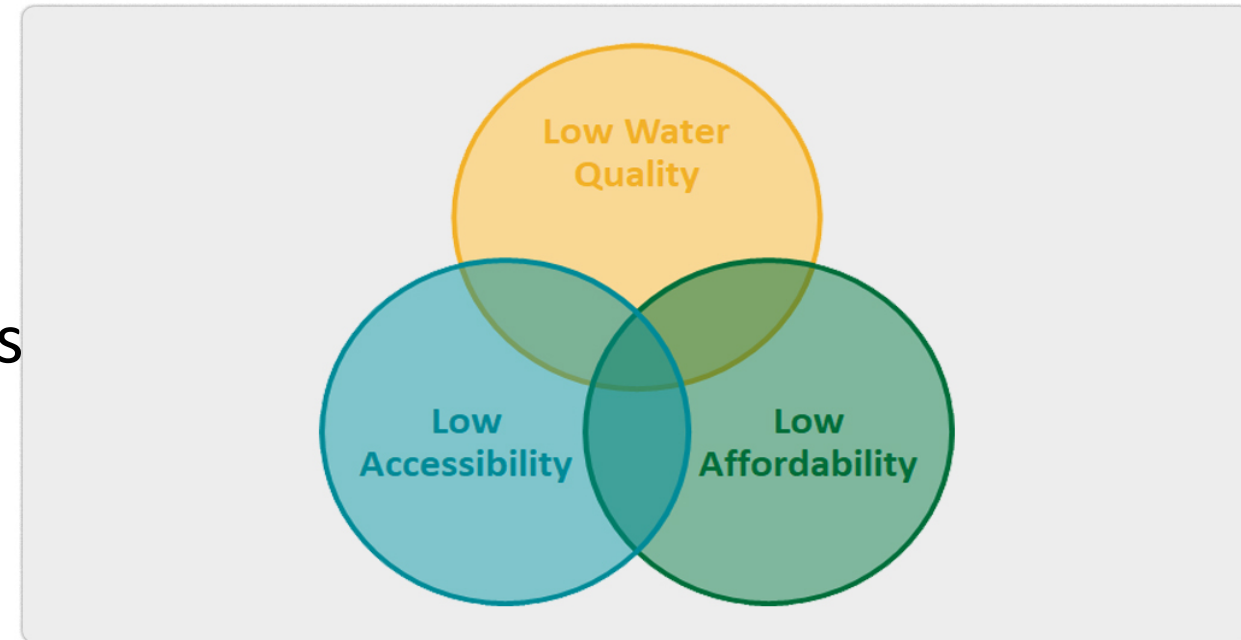 Low Water
Quality
s
Low
Accessibility
Low
Affordability